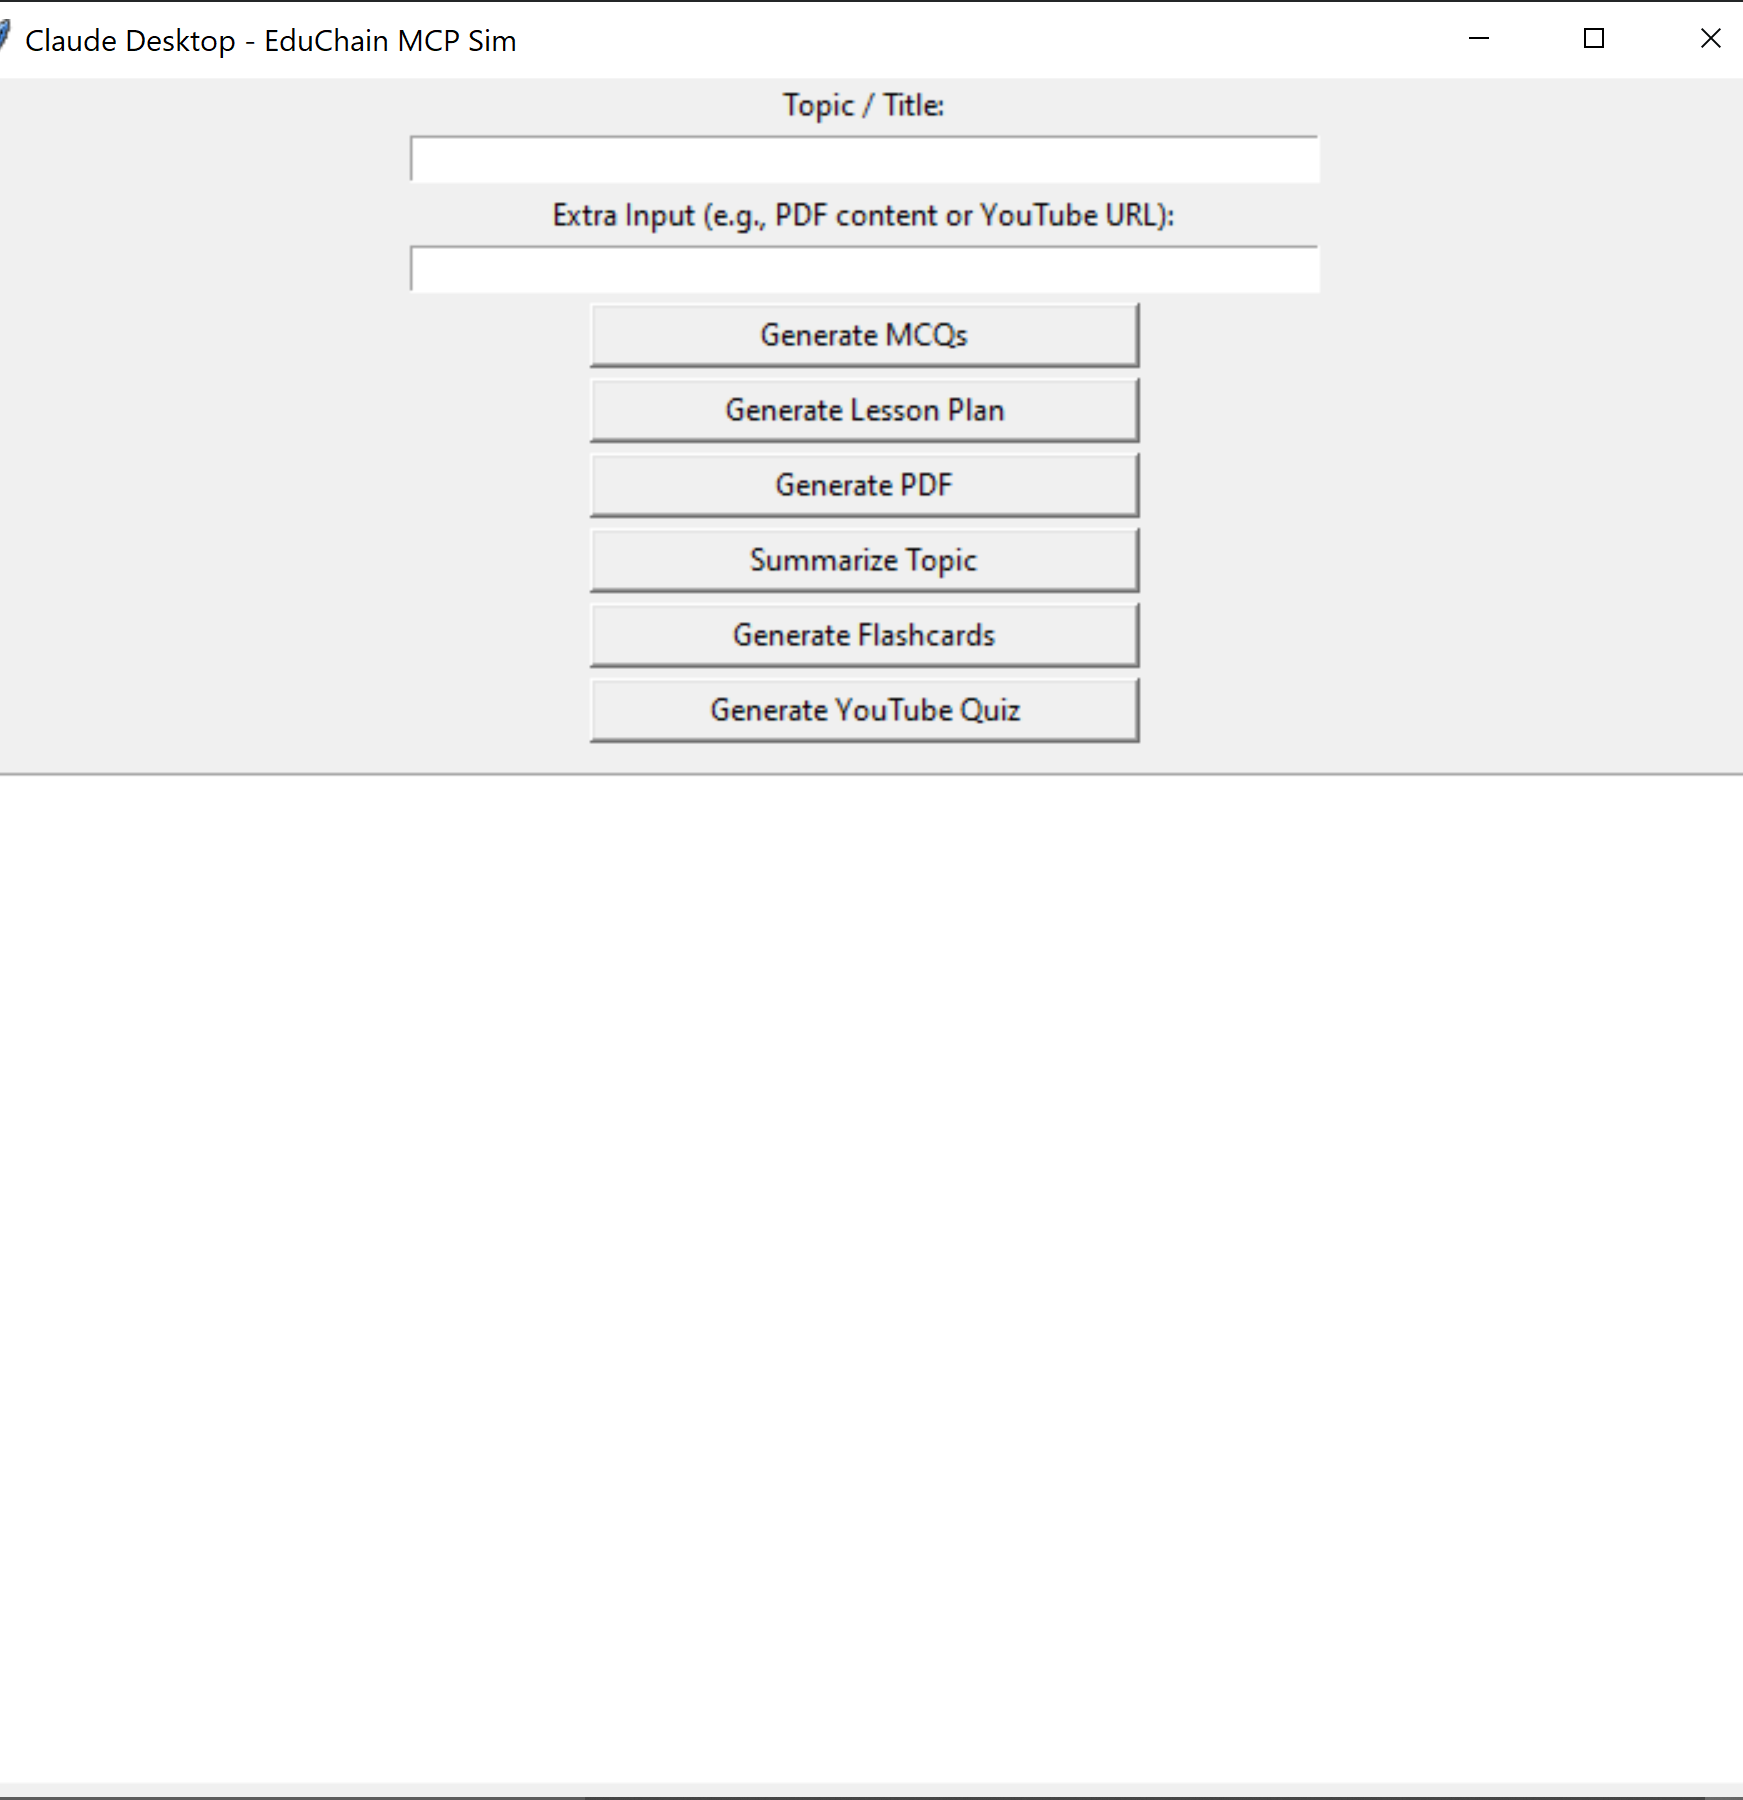 Claude Desktop - EduChain MCP Sim
Topic / Title:
Extra Input (e.g., PDF content or YouTube URL):
Generate MCQs
Generate Lesson Plan
Generate PDF
Summarize Topic
Generate Flashcards
Generate YouTube Quiz